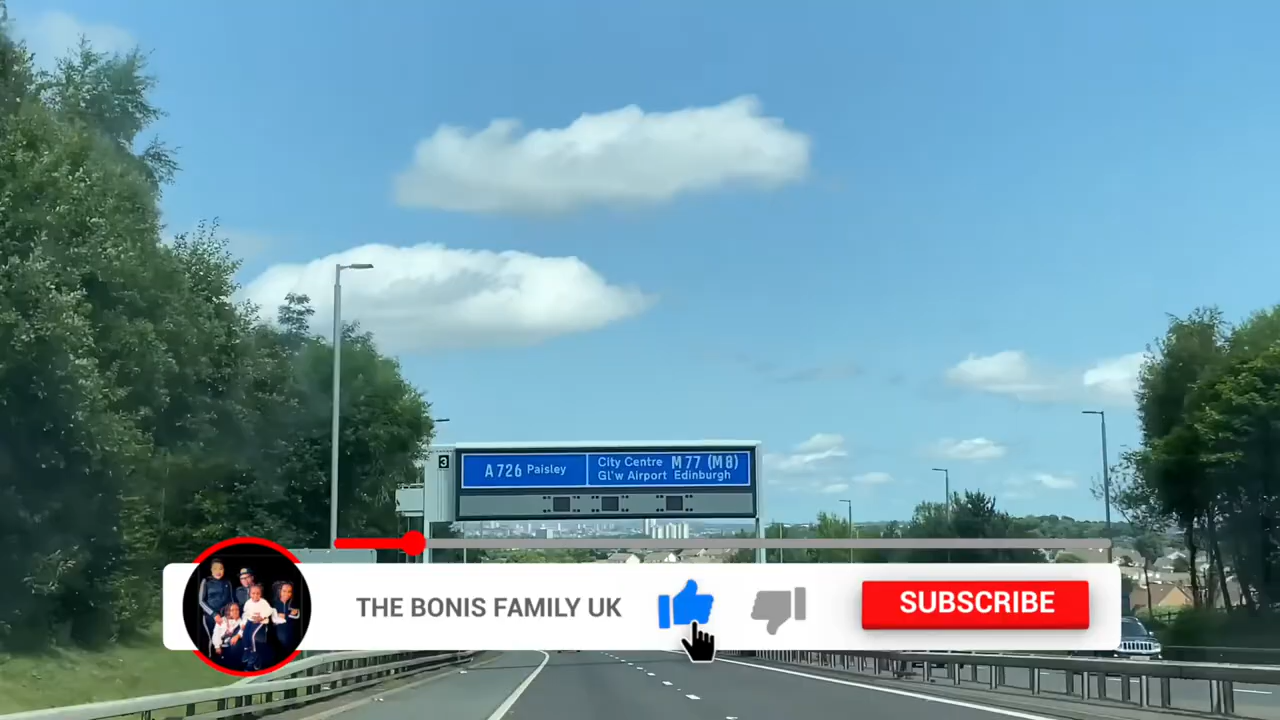 3
A726 Paisley
City Centre M77 (M8)
GL'w Airport Edinburgh
THE BONIS FAMILY UK
SUBSCRIBE